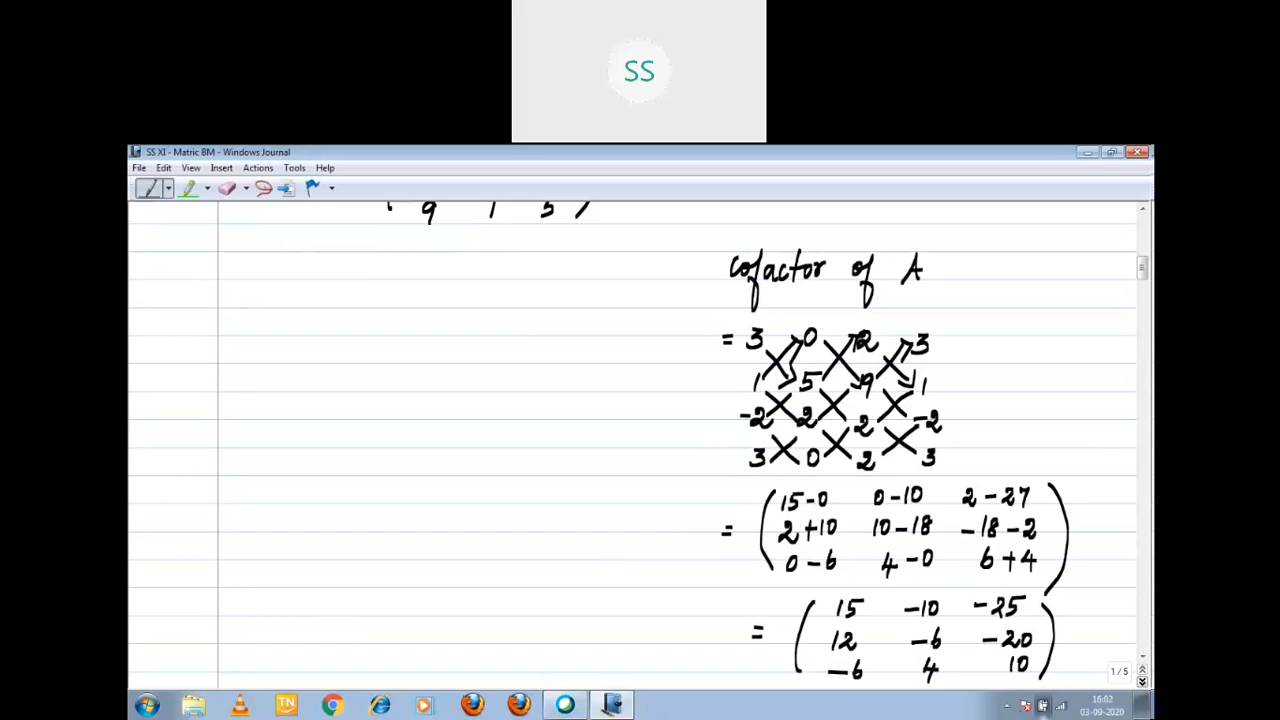 SS
SS XI - Matric BM - Windows Journal
File Edit View Insert Actions Tools Help
9 1 5 )
cofactor of A
= 3 0 2 3
1 5 9 1
-2 2 2 -2
3 0 2 3
= ( 15-0 0-10 2-27
2+10 10-18 -18-2
0-6 4-0 6+4 )
= ( 15 -10 -25
12 -6 -20
-6 4 10 )
1/5
TN
16:02
03-09-2020